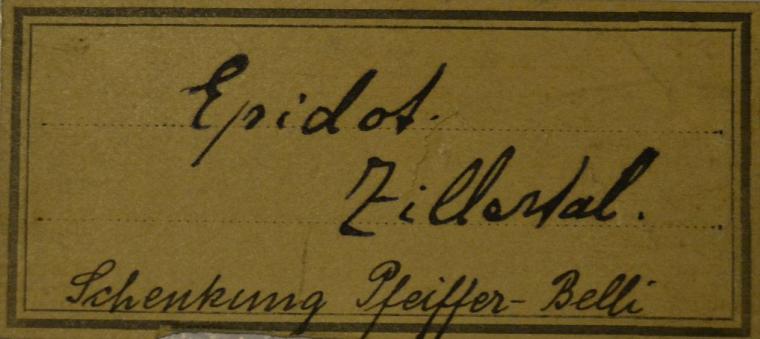 Epidot.
Zillertal.
Schenkung Pfeiffer-Belli